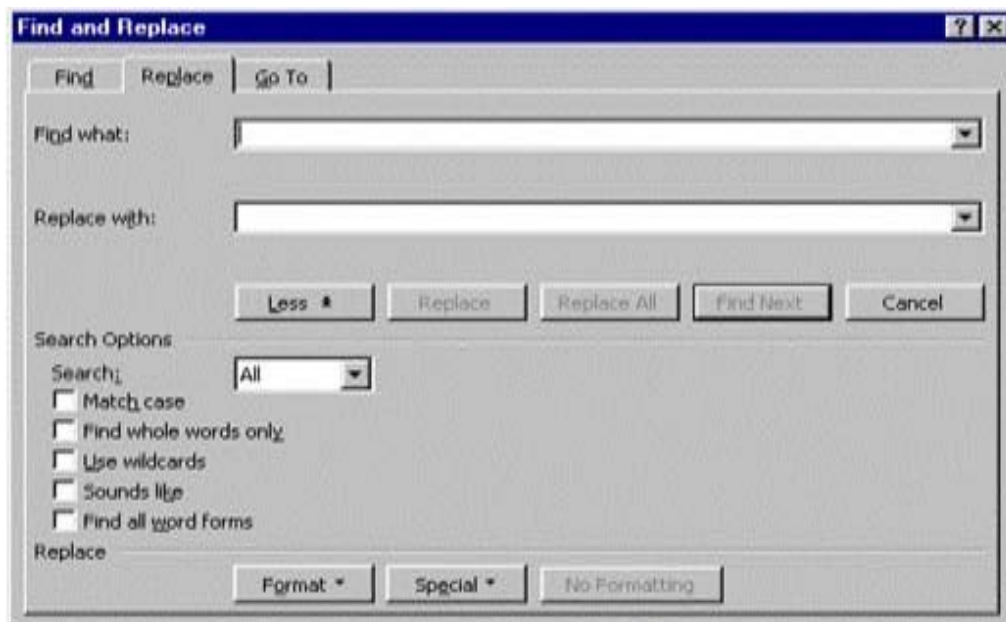 Find and Replace
Find Replace Go To
Find what:
Replace with:
Less Replace Replace All Find Next Cancel
Search Options
Search: All
Match case
Find whole words only
Use wildcards
Sounds like
Find all word forms
Replace
Format Special No Formatting